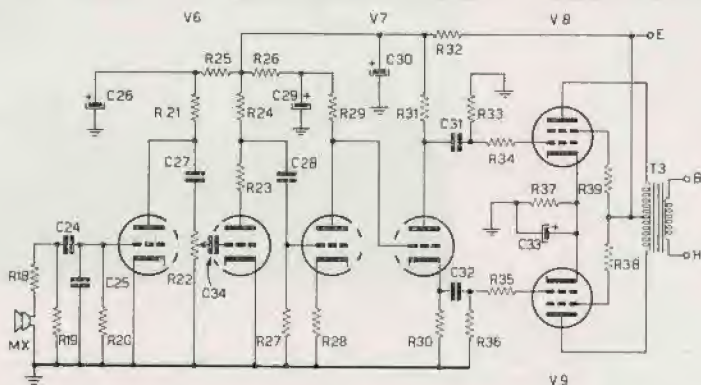 V6 V7 V8
R25 R26 R32 E
C30
C26 C29
R21 R24 R29 R31 R33
C31
C27 C28 R34
R23 T3
R37 R39 B
C24
R18 R22 C33 R38 H
C34
C25 C32 R35
MX R19 R20 R27 R28 R30 R36
V9